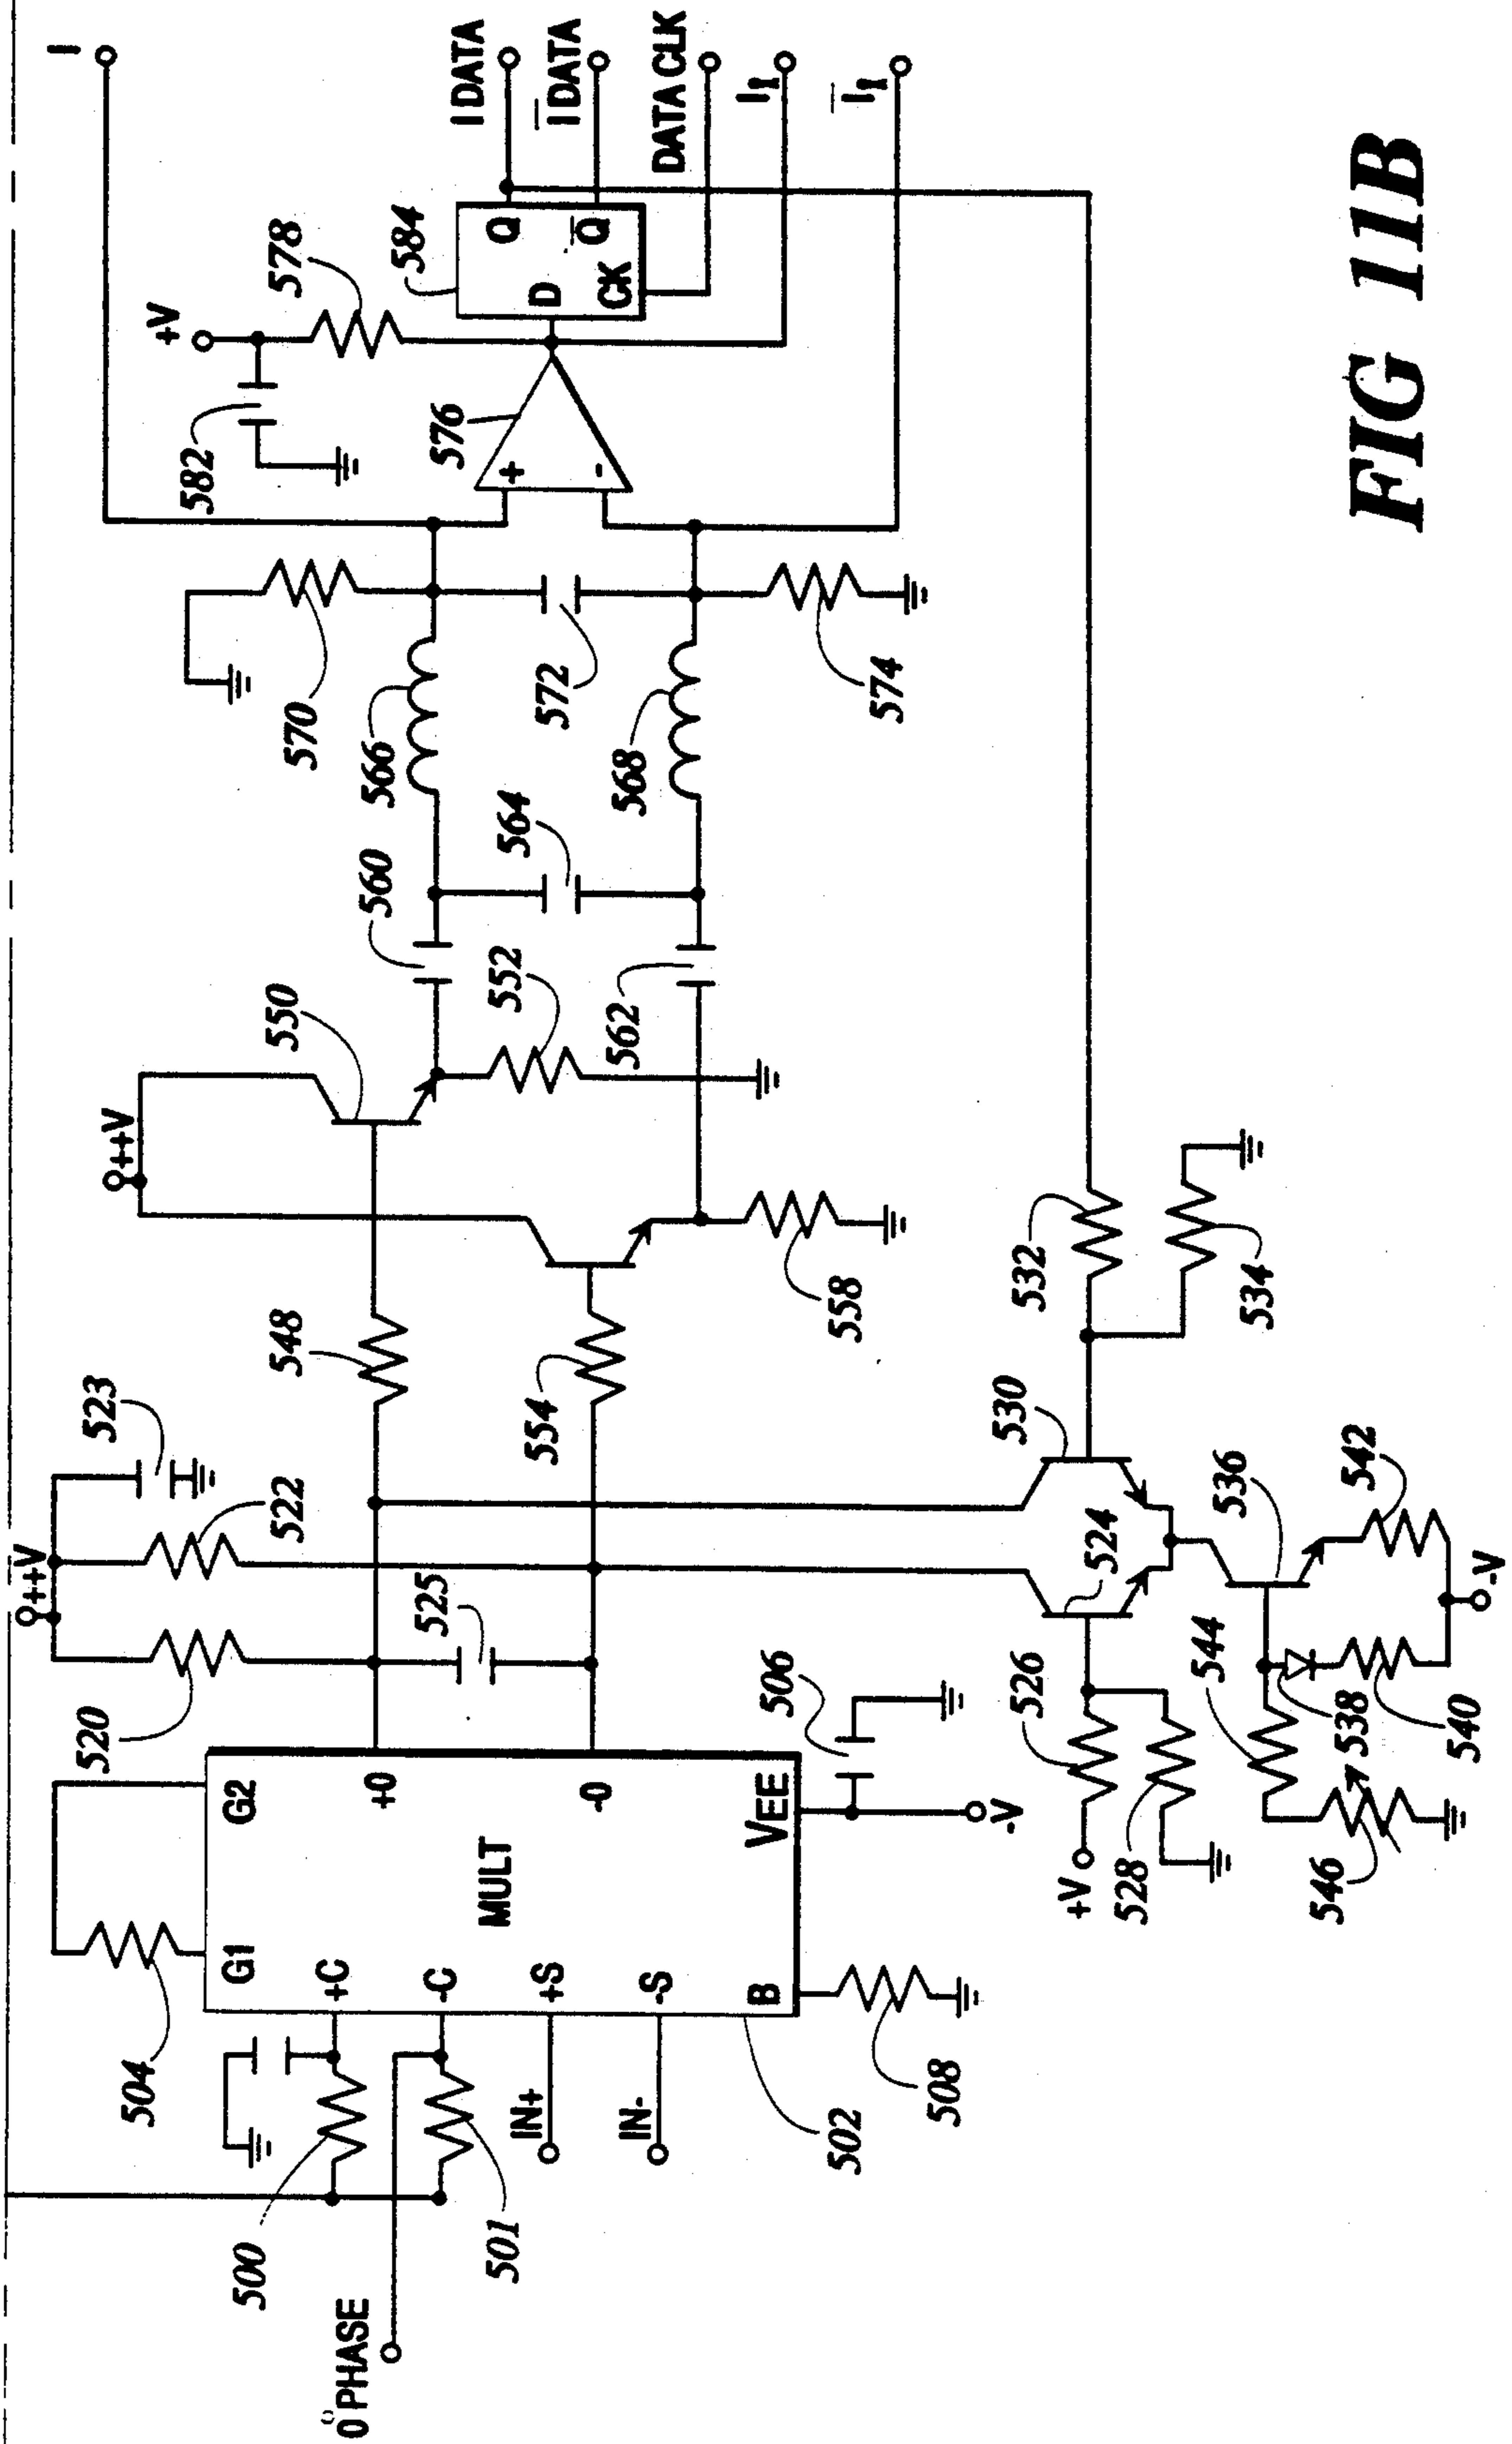 I
++V
523
522
520
525
++V
550
548
554
552
558
560
562
564
566
568
570
572
574
+V
582
578
576
+
-
584
D
Q
Q̅
CK
I DATA
I̅ DATA
DATA CLK
I₁
I̅₁
504
G1
G2
+C
-C
+S
-S
MULT
+0
-0
B
VEE
500
501
0° PHASE
IN+
IN-
502
508
506
-V
526
+V
528
524
530
532
534
536
544
538
546
540
542
-V
FIG 11B